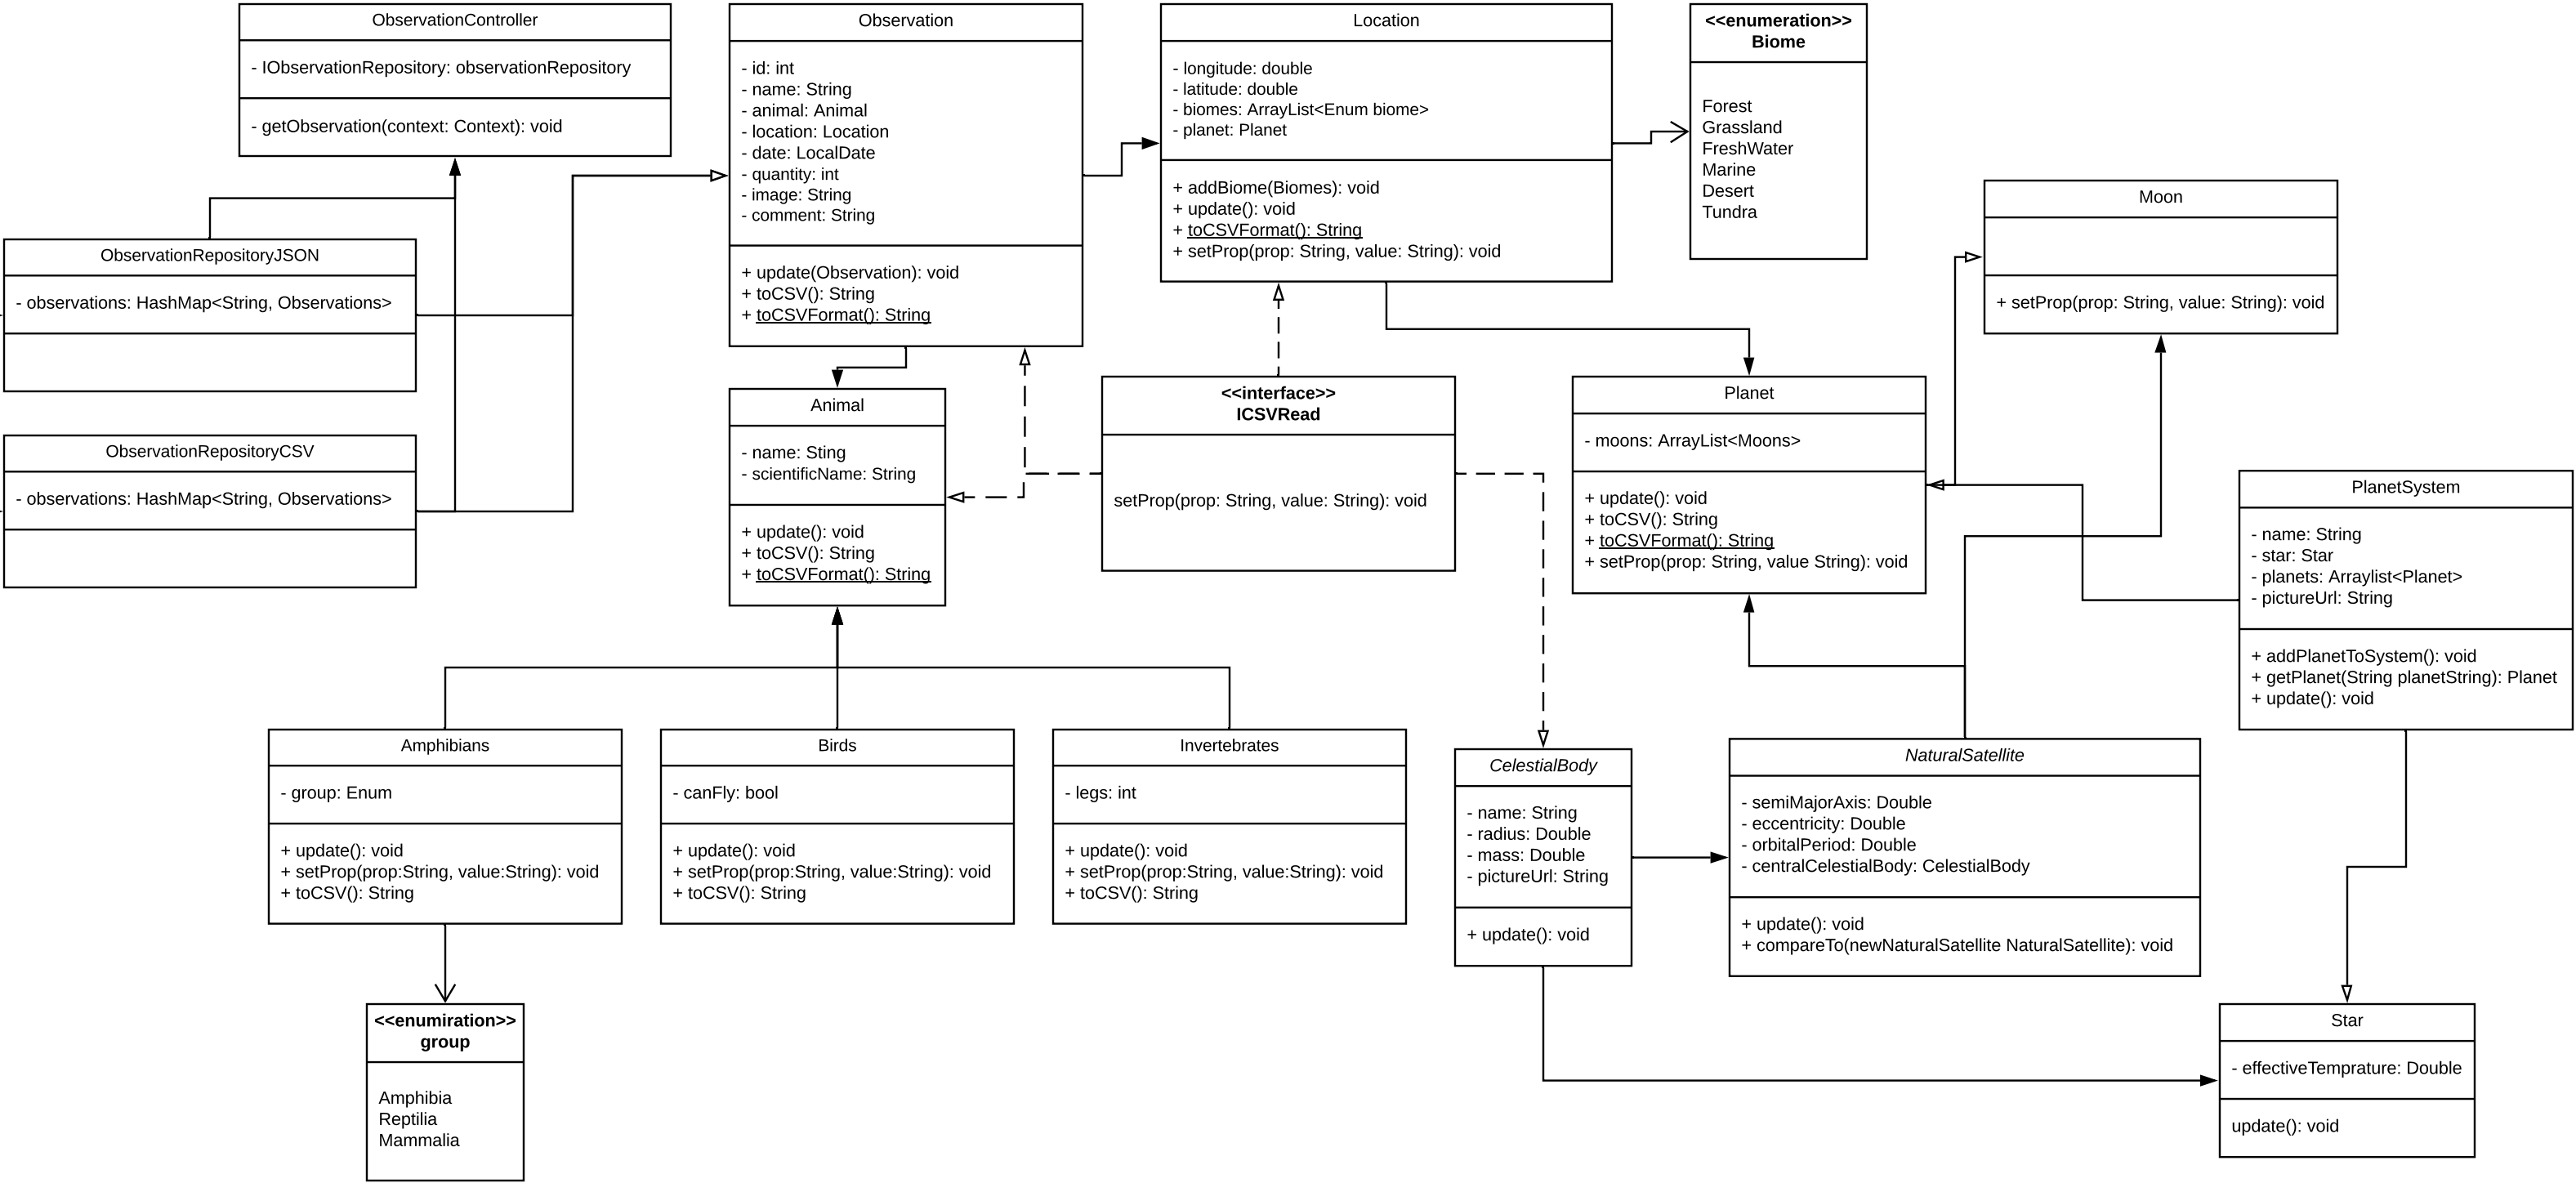 ObservationController
- IObservationRepository: observationRepository
- getObservation(context: Context): void
Observation
- id: int
- name: String
- animal: Animal
- location: Location
- date: LocalDate
- quantity: int
- image: String
- comment: String
+ update(Observation): void
+ toCSV(): String
+ toCSVFormat(): String
Location
- longitude: double
- latitude: double
- biomes: ArrayList<Enum biome>
- planet: Planet
+ addBiome(Biomes): void
+ update(): void
+ toCSVFormat(): String
+ setProp(prop: String, value: String): void
<<enumeration>>
Biome
Forest
Grassland
FreshWater
Marine
Desert
Tundra
Moon
+ setProp(prop: String, value: String): void
ObservationRepositoryJSON
- observations: HashMap<String, Observations>
ObservationRepositoryCSV
- observations: HashMap<String, Observations>
Animal
- name: Sting
- scientificName: String
+ update(): void
+ toCSV(): String
+ toCSVFormat(): String
<<interface>>
ICSVRead
setProp(prop: String, value: String): void
Planet
- moons: ArrayList<Moons>
+ update(): void
+ toCSV(): String
+ toCSVFormat(): String
+ setProp(prop: String, value String): void
PlanetSystem
- name: String
- star: Star
- planets: Arraylist<Planet>
- pictureUrl: String
+ addPlanetToSystem(): void
+ getPlanet(String planetString): Planet
+ update(): void
Amphibians
- group: Enum
+ update(): void
+ setProp(prop:String, value:String): void
+ toCSV(): String
Birds
- canFly: bool
+ update(): void
+ setProp(prop:String, value:String): void
+ toCSV(): String
Invertebrates
- legs: int
+ update(): void
+ setProp(prop:String, value:String): void
+ toCSV(): String
CelestialBody
- name: String
- radius: Double
- mass: Double
- pictureUrl: String
+ update(): void
NaturalSatellite
- semiMajorAxis: Double
- eccentricity: Double
- orbitalPeriod: Double
- centralCelestialBody: CelestialBody
+ update(): void
+ compareTo(newNaturalSatellite NaturalSatellite): void
<<enumiration>>
group
Amphibia
Reptilia
Mammalia
Star
- effectiveTemprature: Double
update(): void